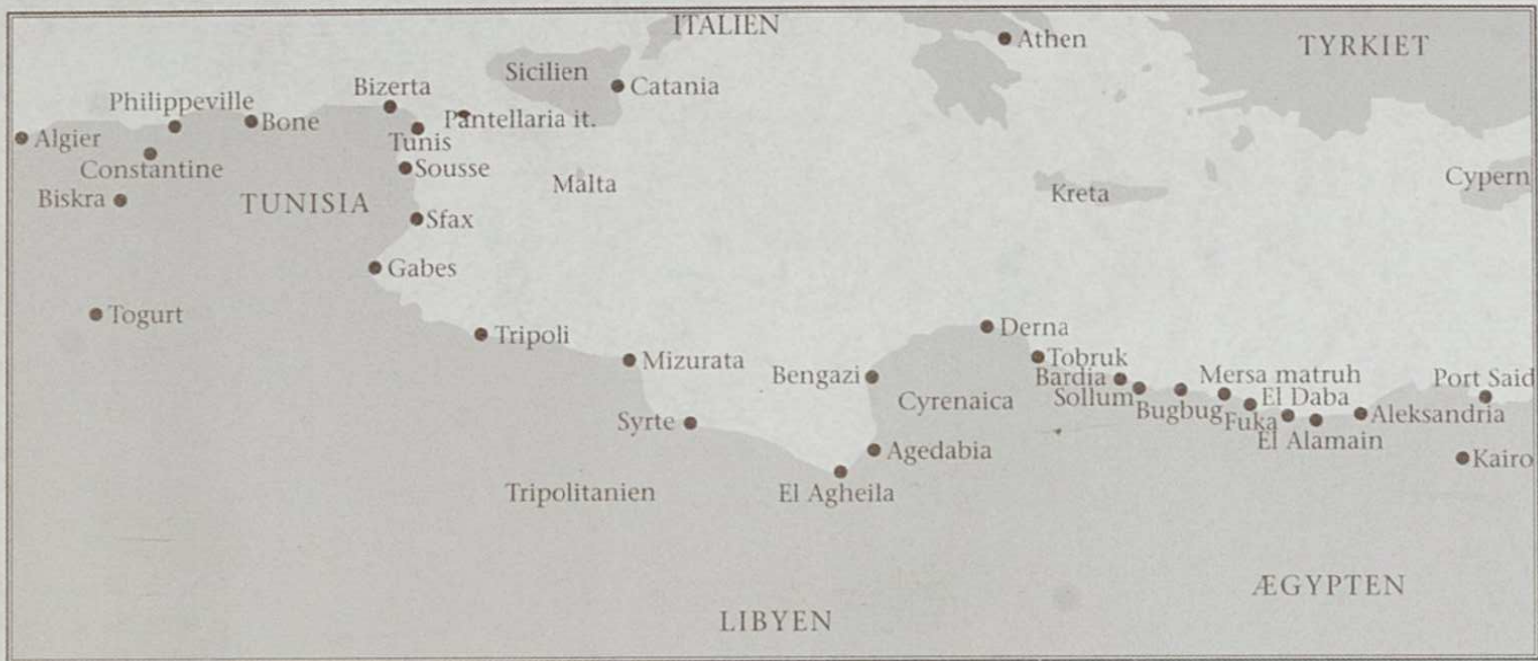 ITALIEN
Athen
TYRKIET
Sicilien
Bizerta
Catania
Philippeville
Bone
Pantellaria it.
Algier
Tunis
Constantine
Sousse
Malta
Biskra
TUNISIA
Kreta
Cypern
Sfax
Gabes
Togurt
Tripoli
Derna
Mizurata
Tobruk
Bengazi
Bardia
Mersa matruh
Port Said
Cyrenaica
Sollum
El Daba
Bugbug
Fuka
Aleksandria
Syrte
El Alamain
Agedabia
Kairo
Tripolitanien
El Agheila
ÆGYPTEN
LIBYEN